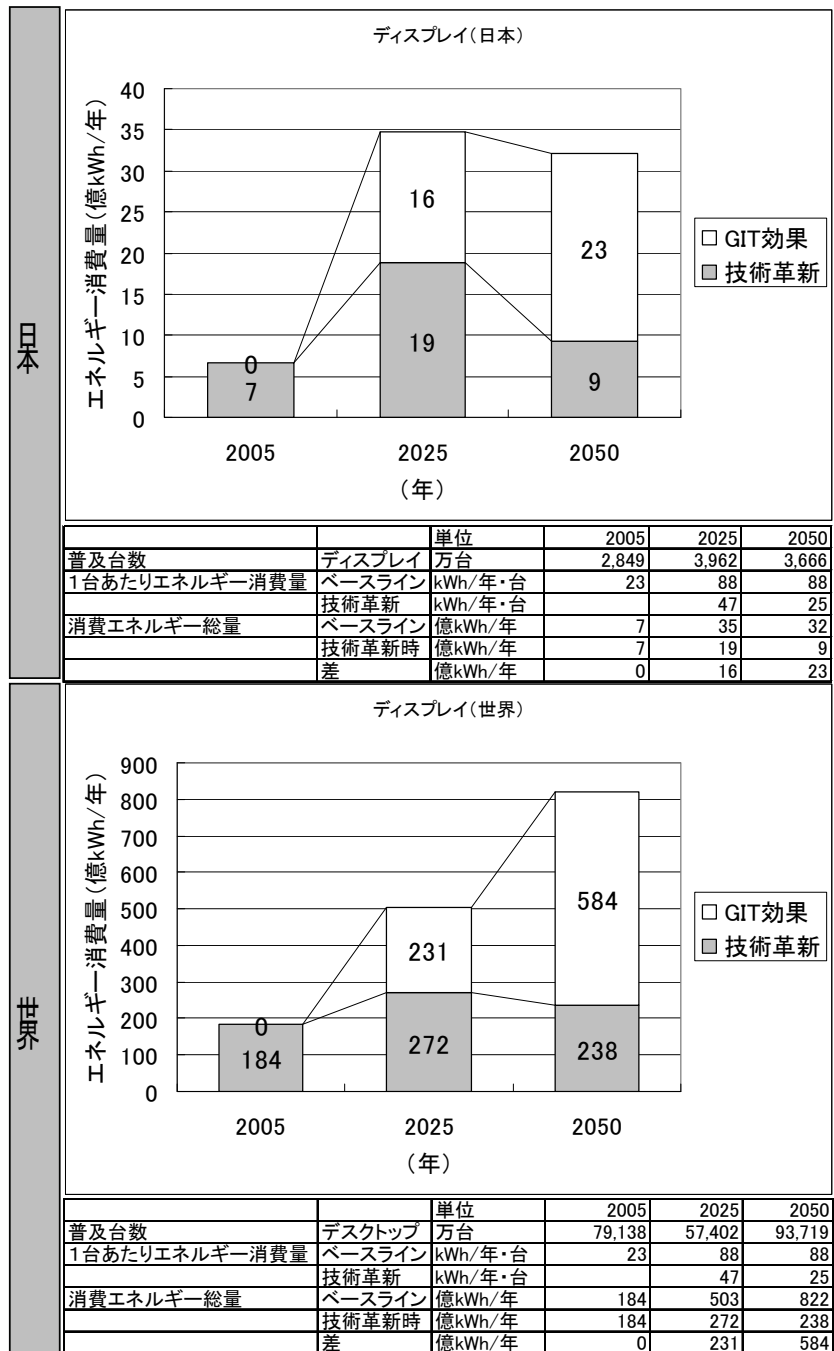 日本
ディスプレイ(日本)
エネルギー消費量(億kWh/年)
40
35
30
25
20
15
10
5
0
0
7
16
19
23
9
2005 2025 2050
(年)
□ GIT効果
■ 技術革新
単位 2005 2025 2050
普及台数 ディスプレイ 万台 2,849 3,962 3,666
1台あたりエネルギー消費量 ベースライン kWh/年・台 23 88 88
技術革新 kWh/年・台 47 25
消費エネルギー総量 ベースライン 億kWh/年 7 35 32
技術革新時 億kWh/年 7 19 9
差 億kWh/年 0 16 23
世界
ディスプレイ(世界)
エネルギー消費量(億kWh/年)
900
800
700
600
500
400
300
200
100
0
0
184
231
272
584
238
2005 2025 2050
(年)
□ GIT効果
■ 技術革新
単位 2005 2025 2050
普及台数 デスクトップ 万台 79,138 57,402 93,719
1台あたりエネルギー消費量 ベースライン kWh/年・台 23 88 88
技術革新 kWh/年・台 47 25
消費エネルギー総量 ベースライン 億kWh/年 184 503 822
技術革新時 億kWh/年 184 272 238
差 億kWh/年 0 231 584